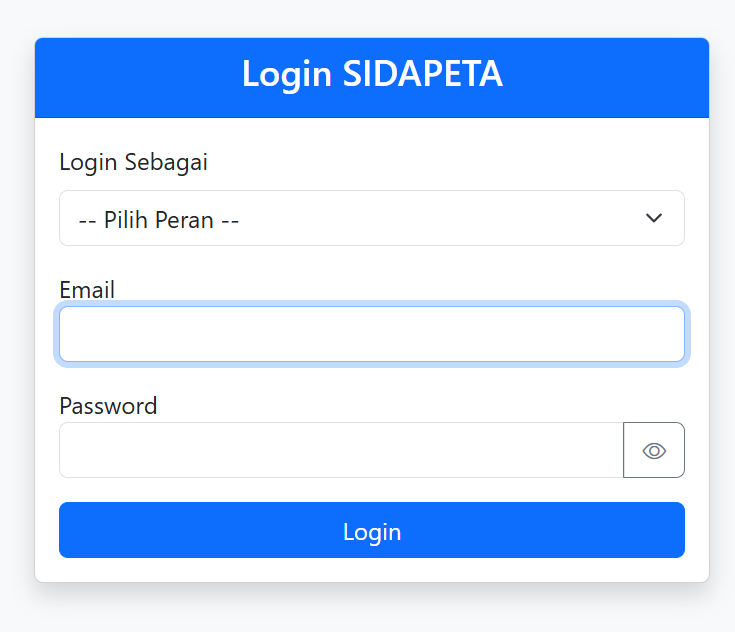 Login SIDAPETA
Login Sebagai
-- Pilih Peran --
Email
Password
Login